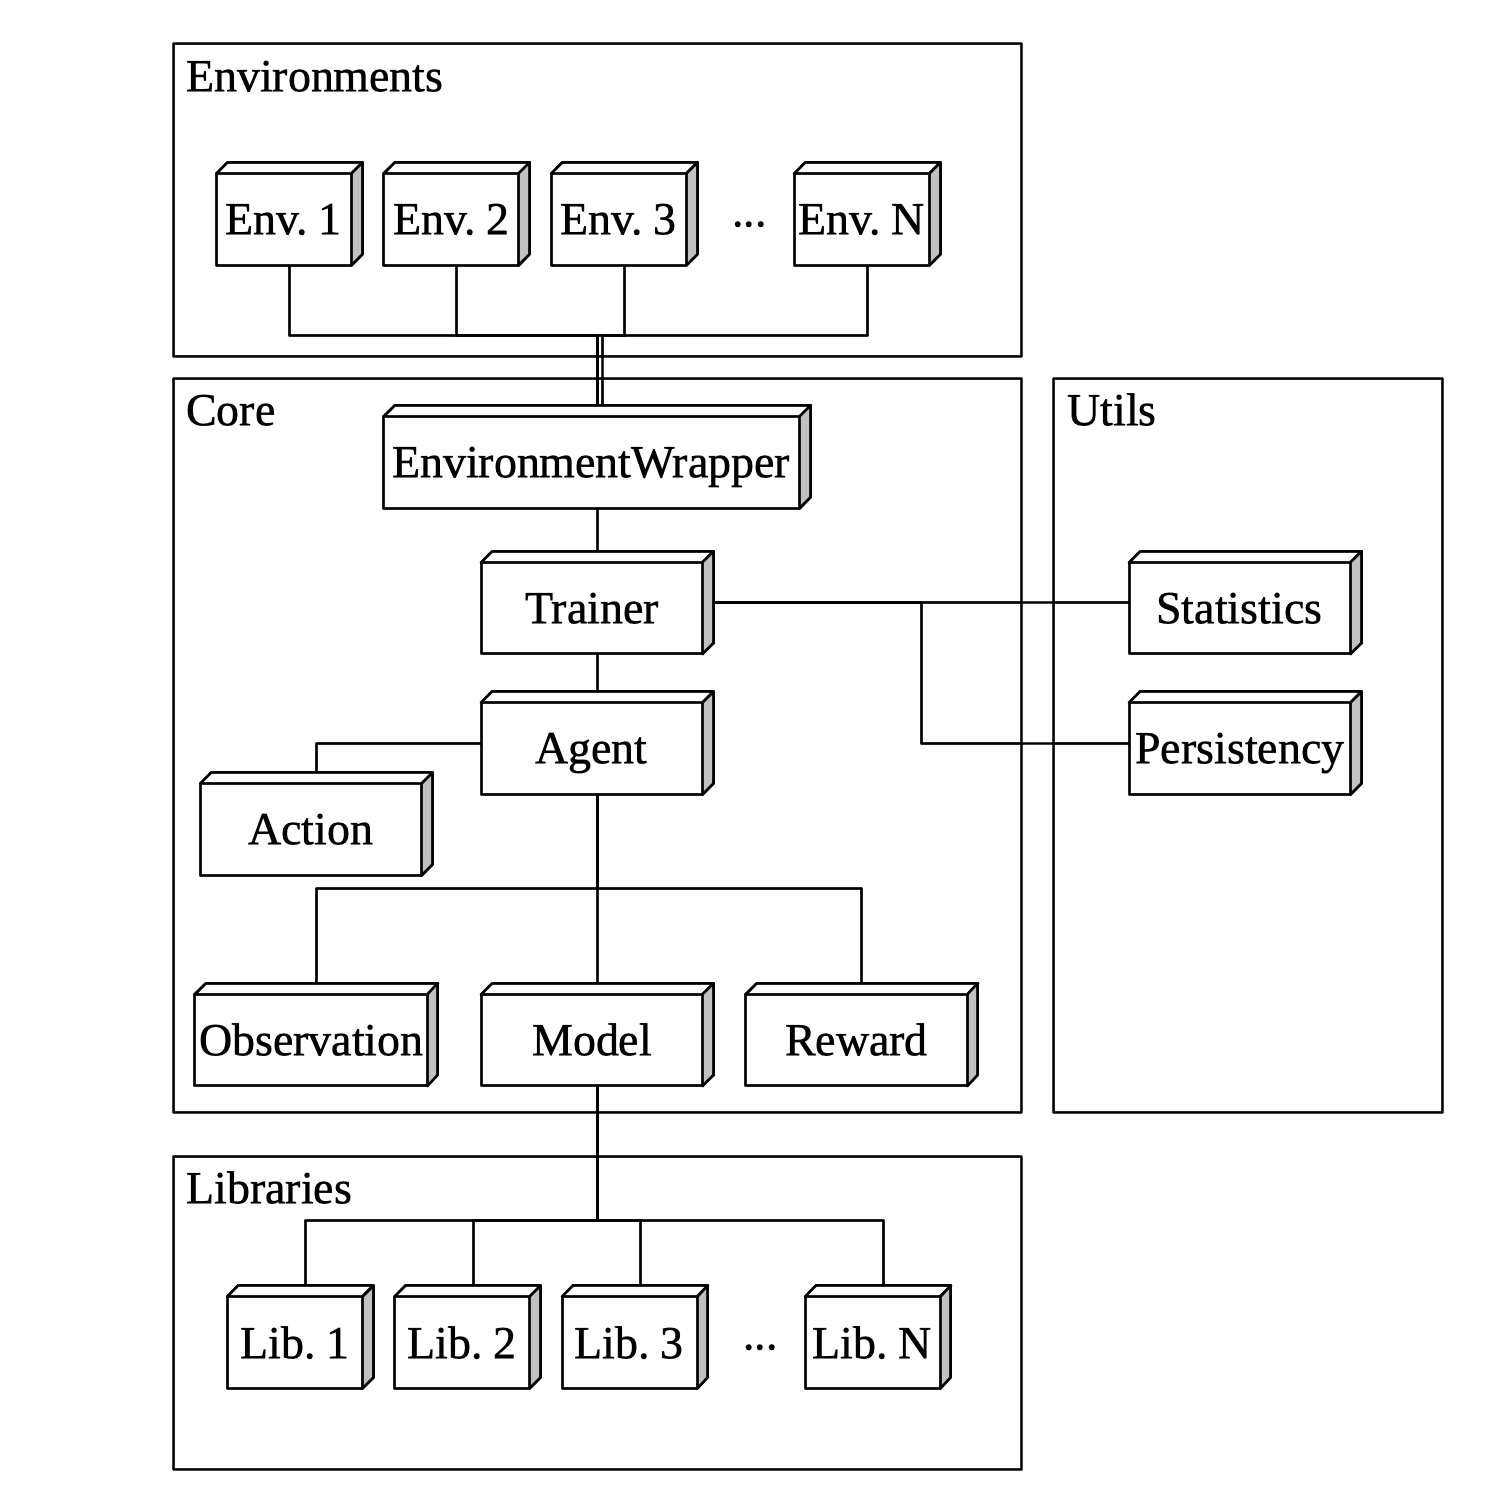 Environments
Env. 1
Env. 2
Env. 3
...
Env. N
Core
EnvironmentWrapper
Trainer
Agent
Action
Observation
Model
Reward
Utils
Statistics
Persistency
Libraries
Lib. 1
Lib. 2
Lib. 3
...
Lib. N